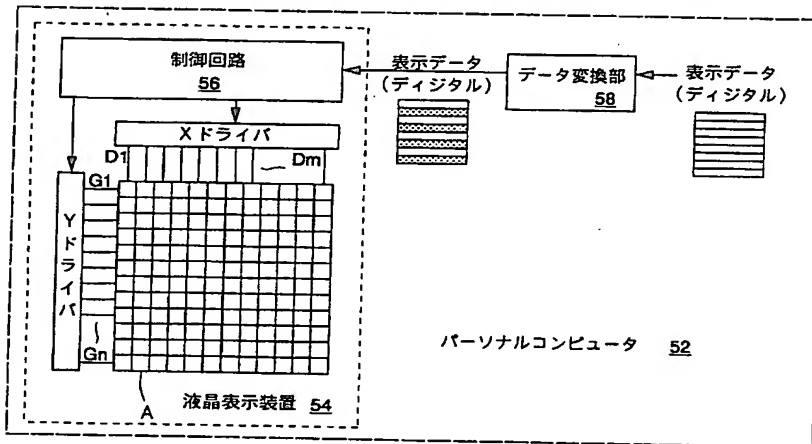 制御回路
56
表示データ
(ディジタル)
データ変換部
58
表示データ
(ディジタル)
Xドライバ
D1
Dm
G1
Yドライバ
Gn
A
液晶表示装置 54
パーソナルコンピュータ 52